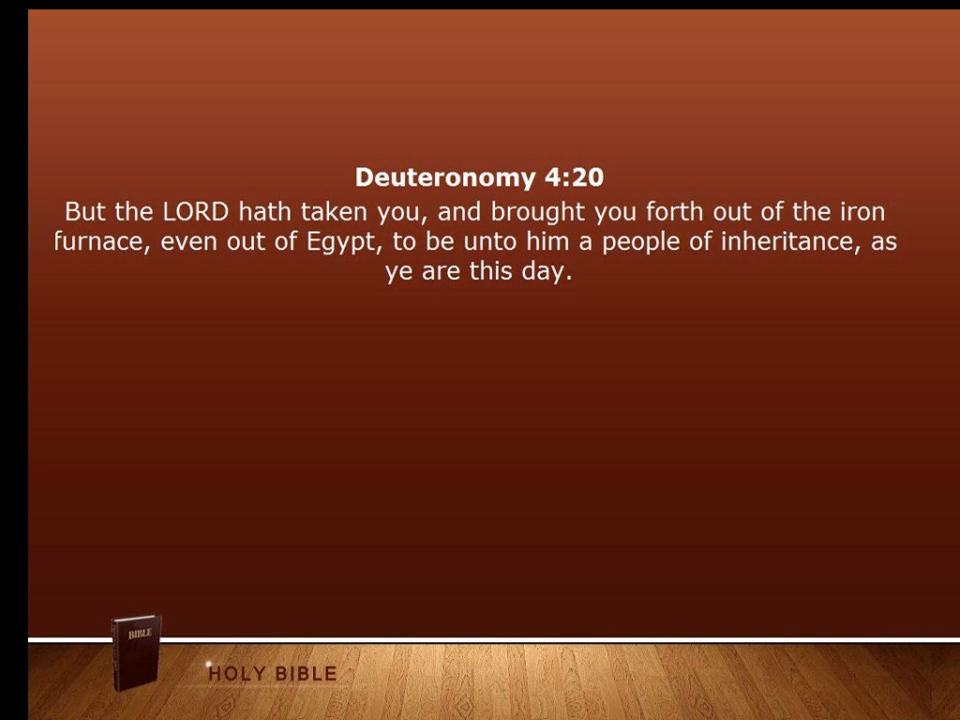 Deuteronomy 4:20
But the LORD hath taken you, and brought you forth out of the iron
furnace, even out of Egypt, to be unto him a people of inheritance, as
ye are this day.
BIBLE
HOLY BIBLE